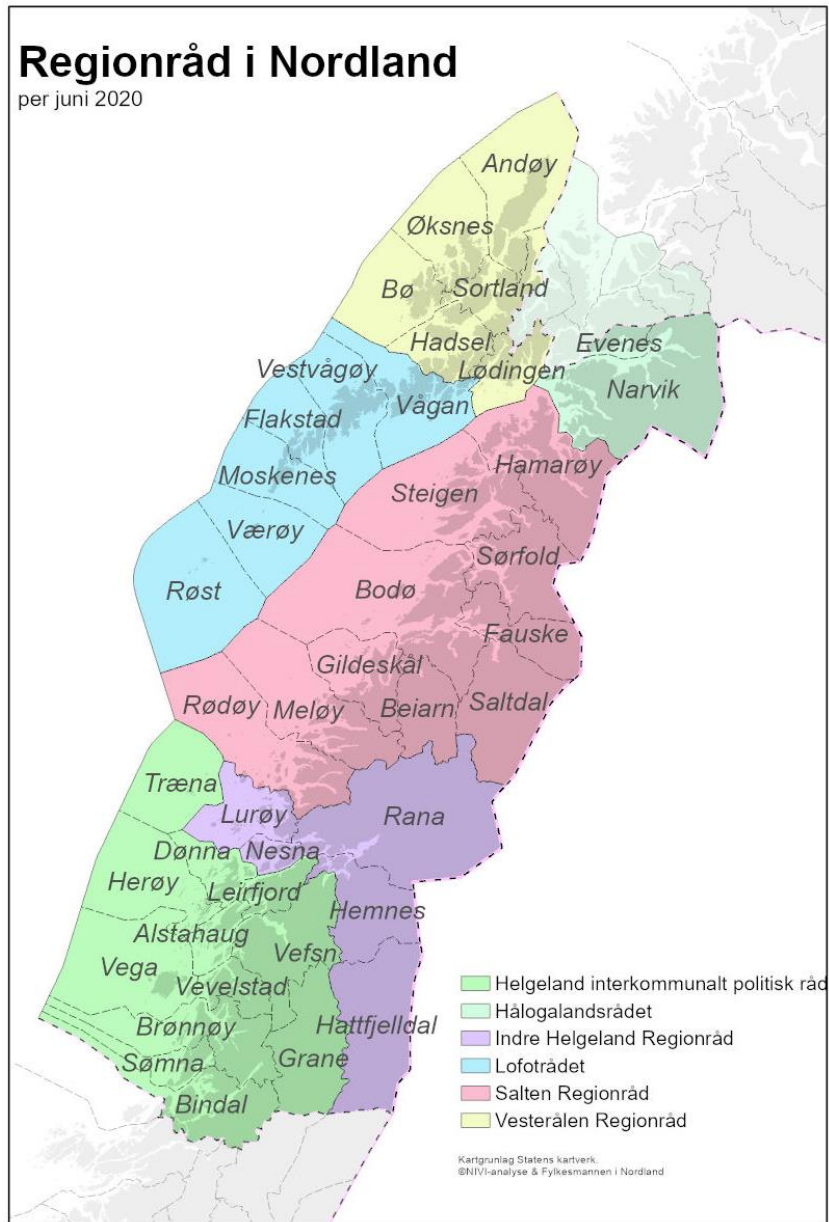 Regionråd i Nordland
per juni 2020
Andøy
Øksnes
Bø
Sortland
Hadsel
Lødingen
Evenes
Narvik
Vestvågøy
Vågan
Flakstad
Moskenes
Værøy
Røst
Hamarøy
Steigen
Sørfold
Bodø
Fauske
Gildeskål
Saltdal
Beiarn
Rødøy
Meløy
Træna
Lurøy
Rana
Dønna
Nesna
Herøy
Leirfjord
Hemnes
Alstahaug
Vefsn
Vega
Vevelstad
Brønnøy
Hattfjelldal
Sømna
Grane
Bindal
Helgeland interkommunalt politisk råd
Hålogalandsrådet
Indre Helgeland Regionråd
Lofotrådet
Salten Regionråd
Vesterålen Regionråd
Kartgrunlag Statens kartverk.
©NIVI-analyse & Fylkesmannen i Nordland